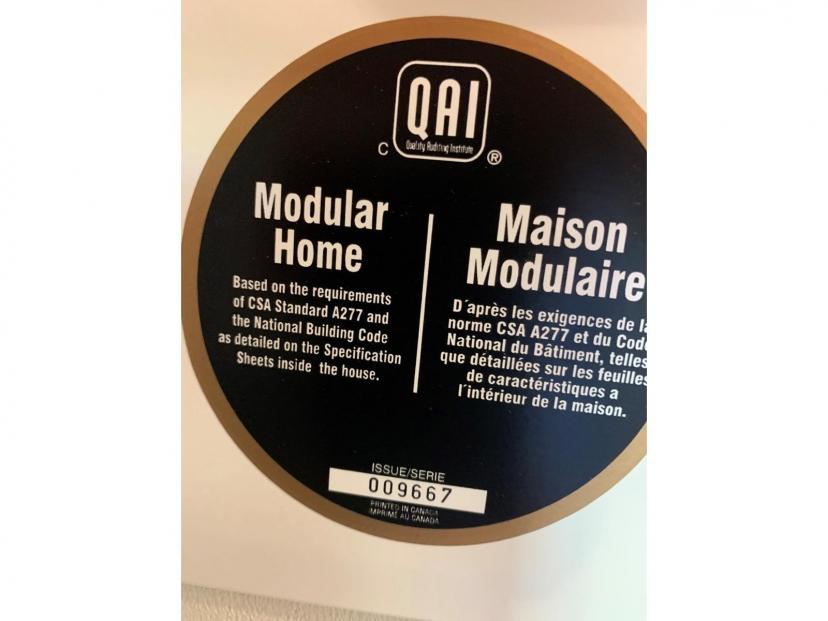 QAI
Quality Auditing Institute
C ®
Modular
Home
Based on the requirements
of CSA Standard A277 and
the National Building Code
as detailed on the Specification
Sheets inside the house.
Maison
Modulaire
D'après les exigences de la
norme CSA A277 et du Code
National du Bâtiment, telles
que détaillées sur les feuilles
de caractéristiques a
l'intérieur de la maison.
ISSUE/SERIE
009667
PRINTED IN CANADA
IMPRIMÉ AU CANADA